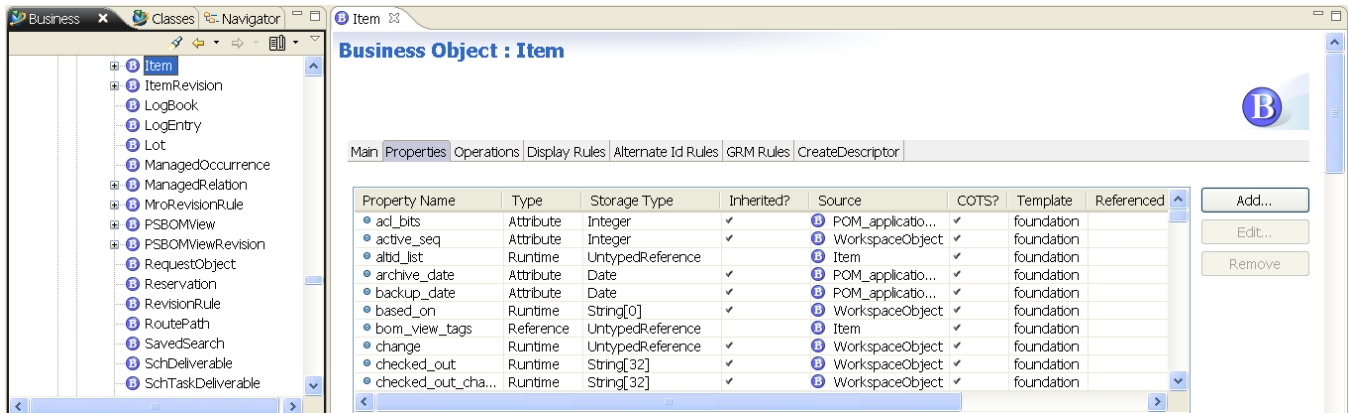 Business Classes Navigator
Item
ItemRevision
LogBook
LogEntry
Lot
ManagedOccurrence
ManagedRelation
MroRevisionRule
PSBOMView
PSBOMViewRevision
RequestObject
Reservation
RevisionRule
RoutePath
SavedSearch
SchDeliverable
SchTaskDeliverable
Item
Business Object : Item
B
Main Properties Operations Display Rules Alternate Id Rules GRM Rules CreateDescriptor
Property Name Type Storage Type Inherited? Source COTS? Template Referenced
acl_bits Attribute Integer ✔ POM_applicatio... ✔ foundation
active_seq Attribute Integer ✔ WorkspaceObject ✔ foundation
altid_list Runtime UntypedReference Item ✔ foundation
archive_date Attribute Date ✔ POM_applicatio... ✔ foundation
backup_date Attribute Date ✔ POM_applicatio... ✔ foundation
based_on Runtime String[0] ✔ WorkspaceObject ✔ foundation
bom_view_tags Reference UntypedReference Item ✔ foundation
change Runtime UntypedReference ✔ WorkspaceObject ✔ foundation
checked_out Runtime String[32] ✔ WorkspaceObject ✔ foundation
checked_out_cha... Runtime String[32] ✔ WorkspaceObject ✔ foundation
Add...
Edit...
Remove